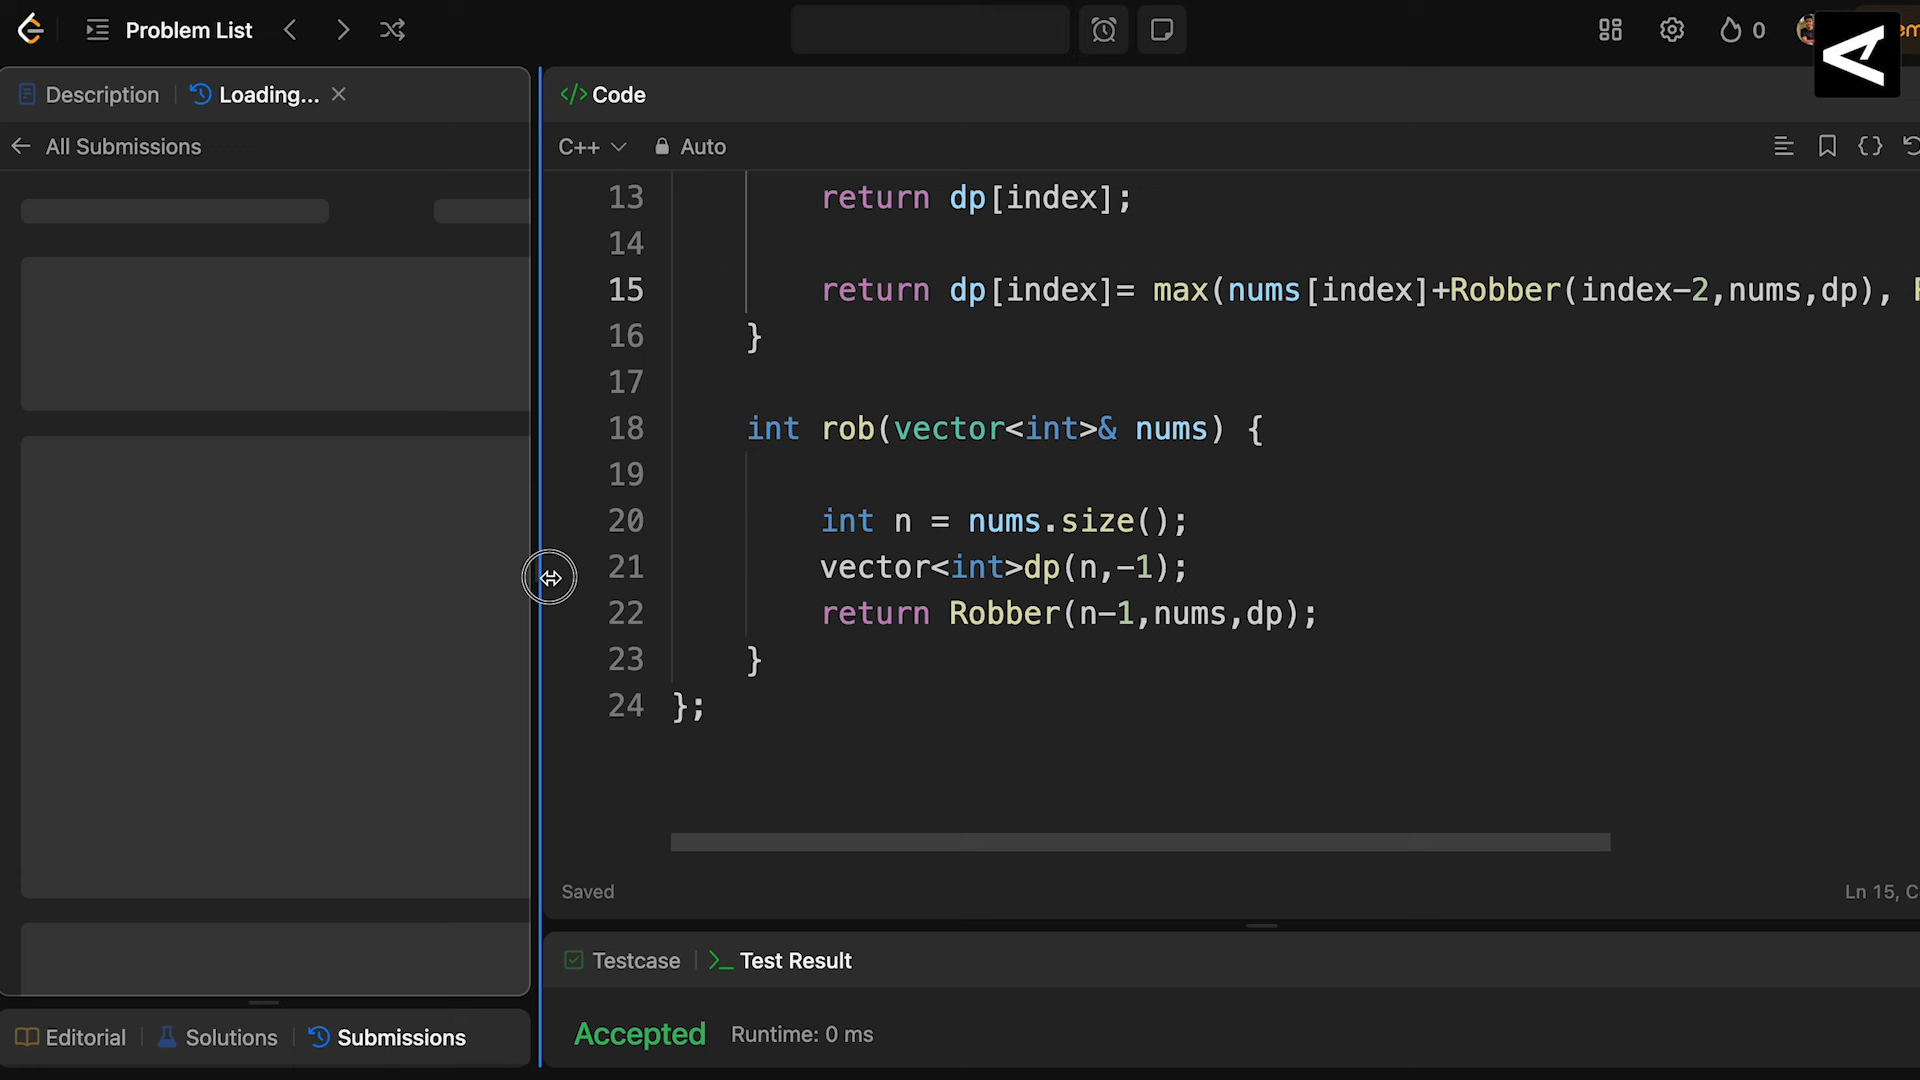 Problem List
0
Description
Loading...
All Submissions
</> Code
C++
Auto
13 return dp[index];
14
15 return dp[index]= max(nums[index]+Robber(index-2,nums,dp),
16 }
17
18 int rob(vector<int>& nums) {
19
20 int n = nums.size();
21 vector<int>dp(n,-1);
22 return Robber(n-1,nums,dp);
23 }
24 };
Saved
Ln 15, C
Testcase
Test Result
Editorial
Solutions
Submissions
Accepted
Runtime: 0 ms